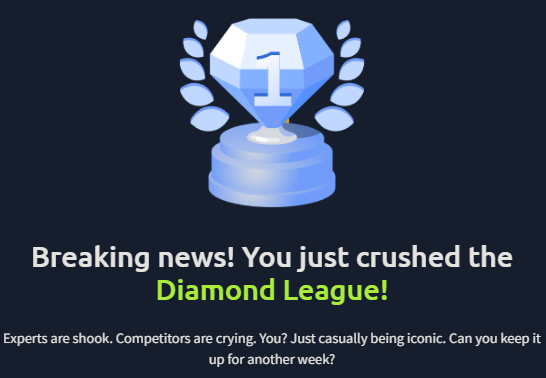 1
Breaking news! You just crushed the
Diamond League!
Experts are shook. Competitors are crying. You? Just casually being iconic. Can you keep it
up for another week?